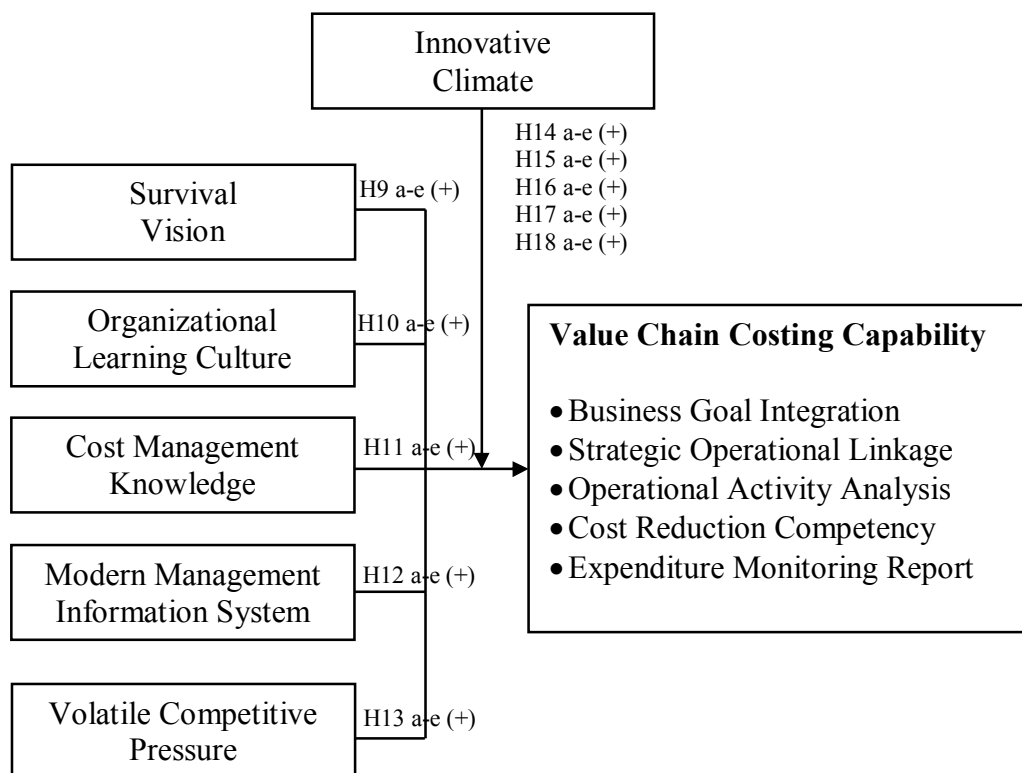 Innovative
Climate
H14 a-e (+)
H15 a-e (+)
H16 a-e (+)
H17 a-e (+)
H18 a-e (+)
Survival
Vision
H9 a-e (+)
Organizational
Learning Culture
H10 a-e (+)
Cost Management
Knowledge
H11 a-e (+)
Modern Management
Information System
H12 a-e (+)
Volatile Competitive
Pressure
H13 a-e (+)
Value Chain Costing Capability
• Business Goal Integration
• Strategic Operational Linkage
• Operational Activity Analysis
• Cost Reduction Competency
• Expenditure Monitoring Report